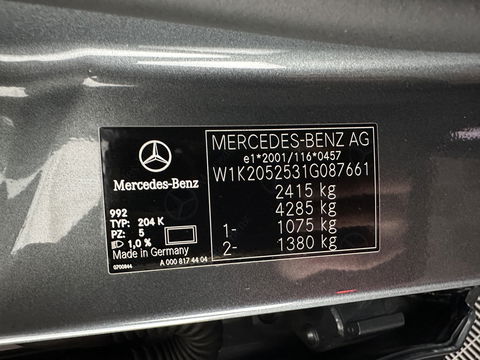 MERCEDES-BENZ AG
e1*2001/116*0457
W1K2052531G087661
2415 kg
4285 kg
1- 1075 kg
2- 1380 kg
Mercedes-Benz
992
TYP: 204 K
PZ: 5
1,0 %
Made in Germany
0700844 A 000 817 44 04